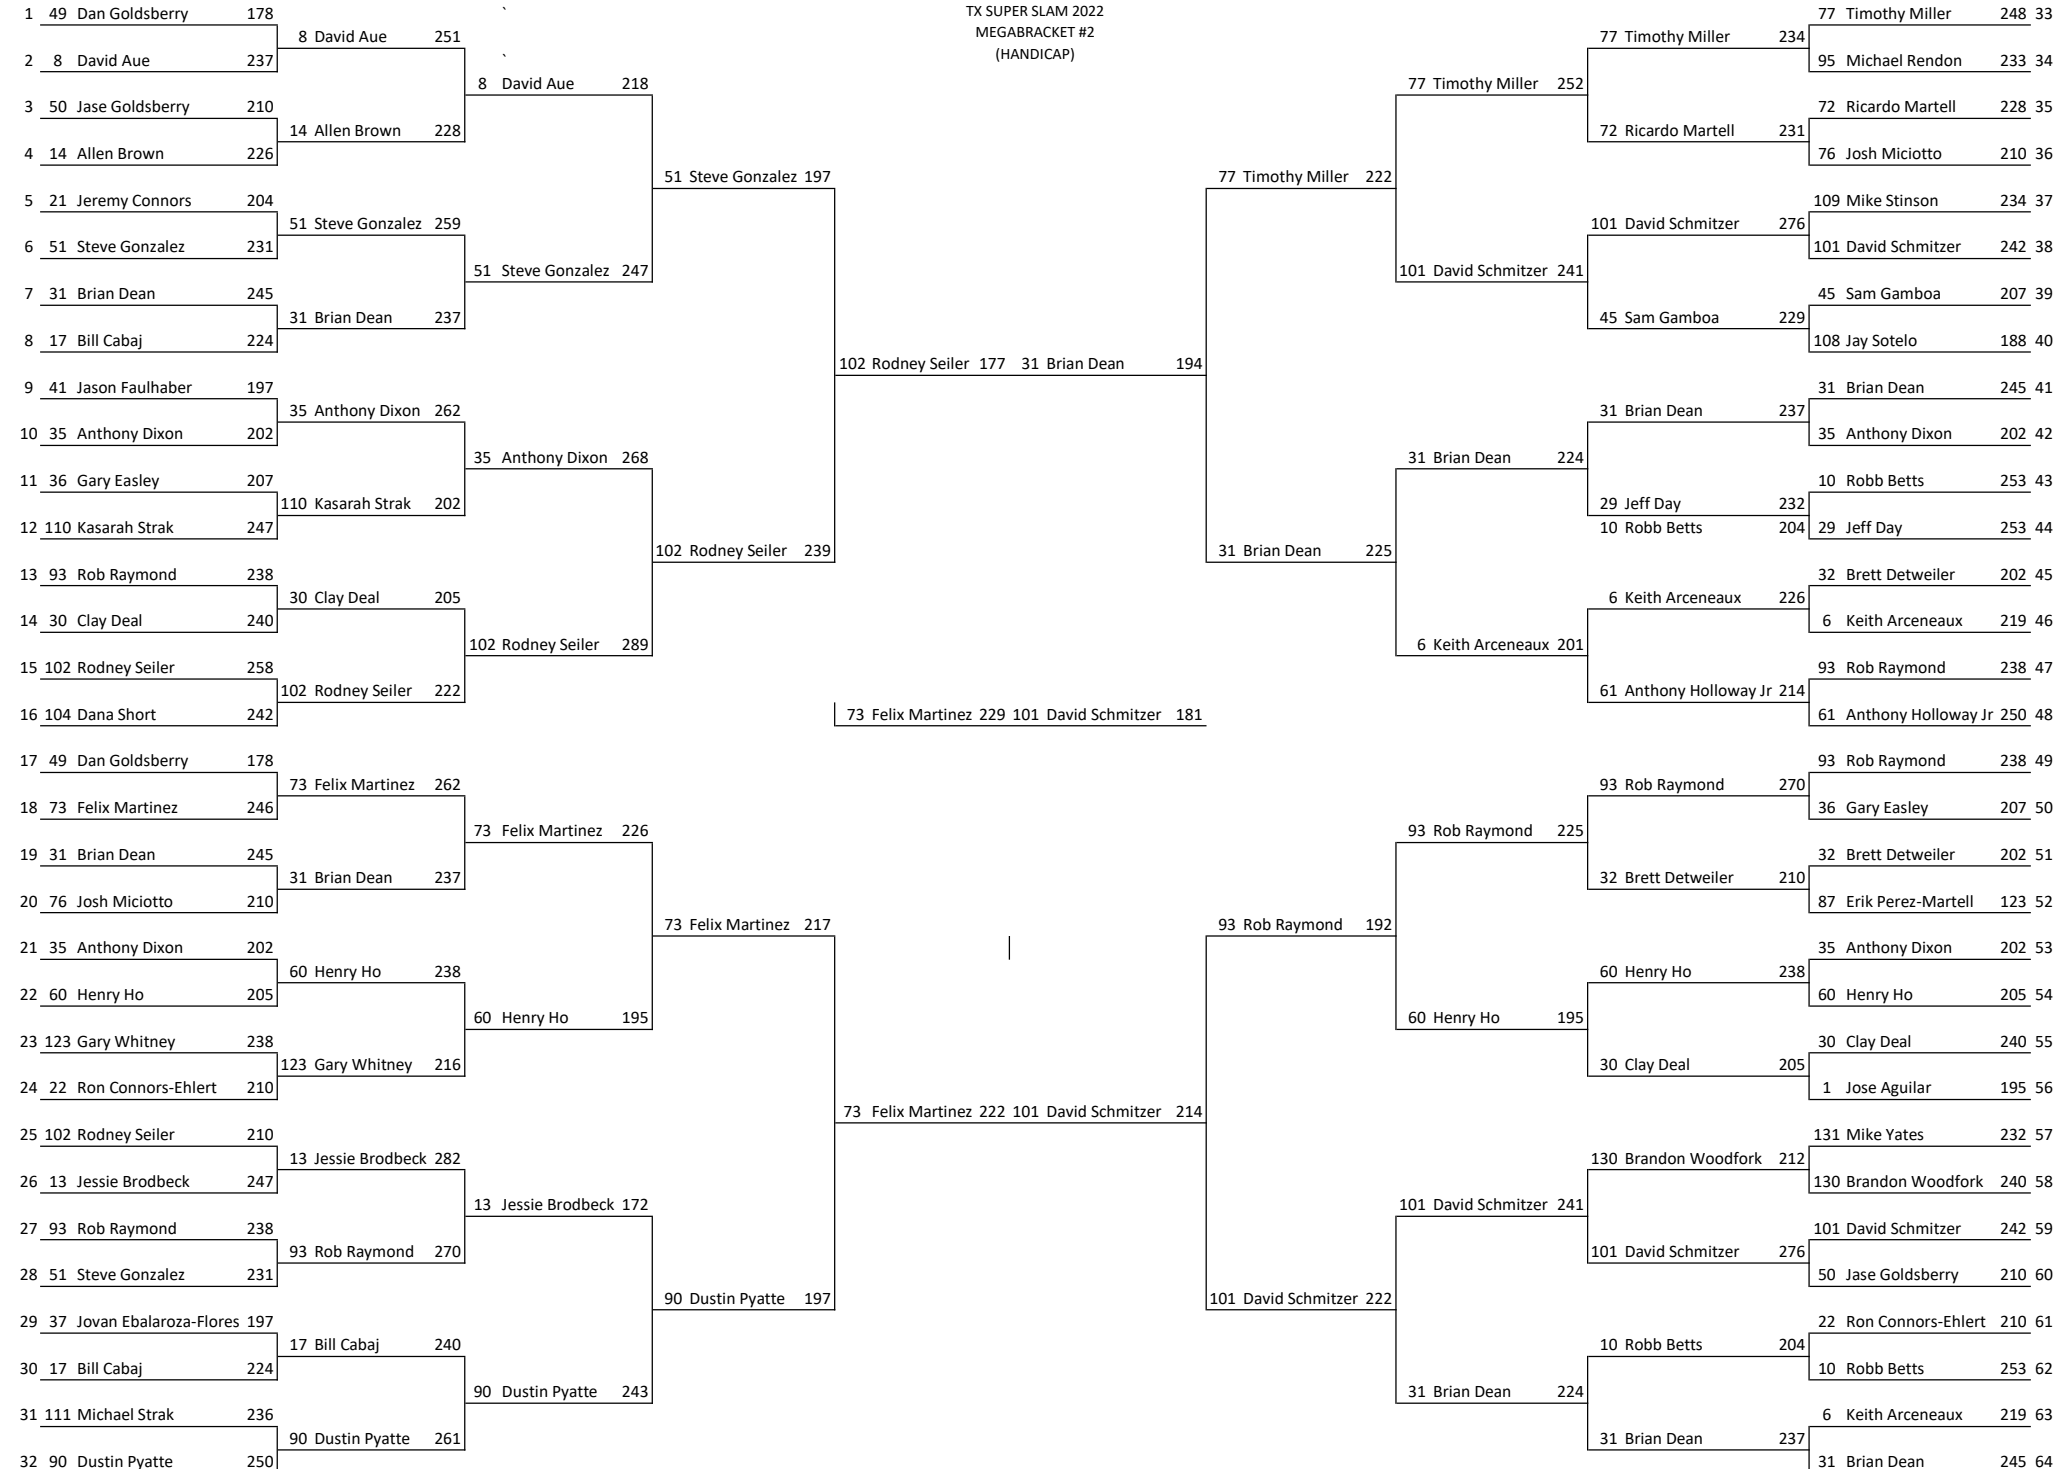 TX SUPER SLAM 2022
MEGABRACKET #2
(HANDICAP)
`
`
1 49 Dan Goldsberry 178
2 8 David Aue 237
3 50 Jase Goldsberry 210
4 14 Allen Brown 226
5 21 Jeremy Connors 204
6 51 Steve Gonzalez 231
7 31 Brian Dean 245
8 17 Bill Cabaj 224
9 41 Jason Faulhaber 197
10 35 Anthony Dixon 202
11 36 Gary Easley 207
12 110 Kasarah Strak 247
13 93 Rob Raymond 238
14 30 Clay Deal 240
15 102 Rodney Seiler 258
16 104 Dana Short 242
17 49 Dan Goldsberry 178
18 73 Felix Martinez 246
19 31 Brian Dean 245
20 76 Josh Miciotto 210
21 35 Anthony Dixon 202
22 60 Henry Ho 205
23 123 Gary Whitney 238
24 22 Ron Connors-Ehlert 210
25 102 Rodney Seiler 210
26 13 Jessie Brodbeck 247
27 93 Rob Raymond 238
28 51 Steve Gonzalez 231
29 37 Jovan Ebalaroza-Flores 197
30 17 Bill Cabaj 224
31 111 Michael Strak 236
32 90 Dustin Pyatte 250
8 David Aue 251
14 Allen Brown 228
51 Steve Gonzalez 259
31 Brian Dean 237
35 Anthony Dixon 262
110 Kasarah Strak 202
30 Clay Deal 205
102 Rodney Seiler 222
73 Felix Martinez 262
31 Brian Dean 237
60 Henry Ho 238
123 Gary Whitney 216
13 Jessie Brodbeck 282
93 Rob Raymond 270
17 Bill Cabaj 240
90 Dustin Pyatte 261
8 David Aue 218
51 Steve Gonzalez 247
35 Anthony Dixon 268
102 Rodney Seiler 289
73 Felix Martinez 226
60 Henry Ho 195
13 Jessie Brodbeck 172
90 Dustin Pyatte 243
51 Steve Gonzalez 197
102 Rodney Seiler 239
73 Felix Martinez 217
90 Dustin Pyatte 197
102 Rodney Seiler 177 31 Brian Dean 194
73 Felix Martinez 229 101 David Schmitzer 181
73 Felix Martinez 222 101 David Schmitzer 214
77 Timothy Miller 222
31 Brian Dean 225
93 Rob Raymond 192
101 David Schmitzer 222
77 Timothy Miller 252
101 David Schmitzer 241
31 Brian Dean 224
6 Keith Arceneaux 201
93 Rob Raymond 225
60 Henry Ho 195
101 David Schmitzer 241
31 Brian Dean 224
77 Timothy Miller 234
72 Ricardo Martell 231
101 David Schmitzer 276
45 Sam Gamboa 229
31 Brian Dean 237
29 Jeff Day 232
10 Robb Betts 204
6 Keith Arceneaux 226
61 Anthony Holloway Jr 214
93 Rob Raymond 270
32 Brett Detweiler 210
60 Henry Ho 238
30 Clay Deal 205
130 Brandon Woodfork 212
101 David Schmitzer 276
10 Robb Betts 204
31 Brian Dean 237
77 Timothy Miller 248 33
95 Michael Rendon 233 34
72 Ricardo Martell 228 35
76 Josh Miciotto 210 36
109 Mike Stinson 234 37
101 David Schmitzer 242 38
45 Sam Gamboa 207 39
108 Jay Sotelo 188 40
31 Brian Dean 245 41
35 Anthony Dixon 202 42
10 Robb Betts 253 43
29 Jeff Day 253 44
32 Brett Detweiler 202 45
6 Keith Arceneaux 219 46
93 Rob Raymond 238 47
61 Anthony Holloway Jr 250 48
93 Rob Raymond 238 49
36 Gary Easley 207 50
32 Brett Detweiler 202 51
87 Erik Perez-Martell 123 52
35 Anthony Dixon 202 53
60 Henry Ho 205 54
30 Clay Deal 240 55
1 Jose Aguilar 195 56
131 Mike Yates 232 57
130 Brandon Woodfork 240 58
101 David Schmitzer 242 59
50 Jase Goldsberry 210 60
22 Ron Connors-Ehlert 210 61
10 Robb Betts 253 62
6 Keith Arceneaux 219 63
31 Brian Dean 245 64